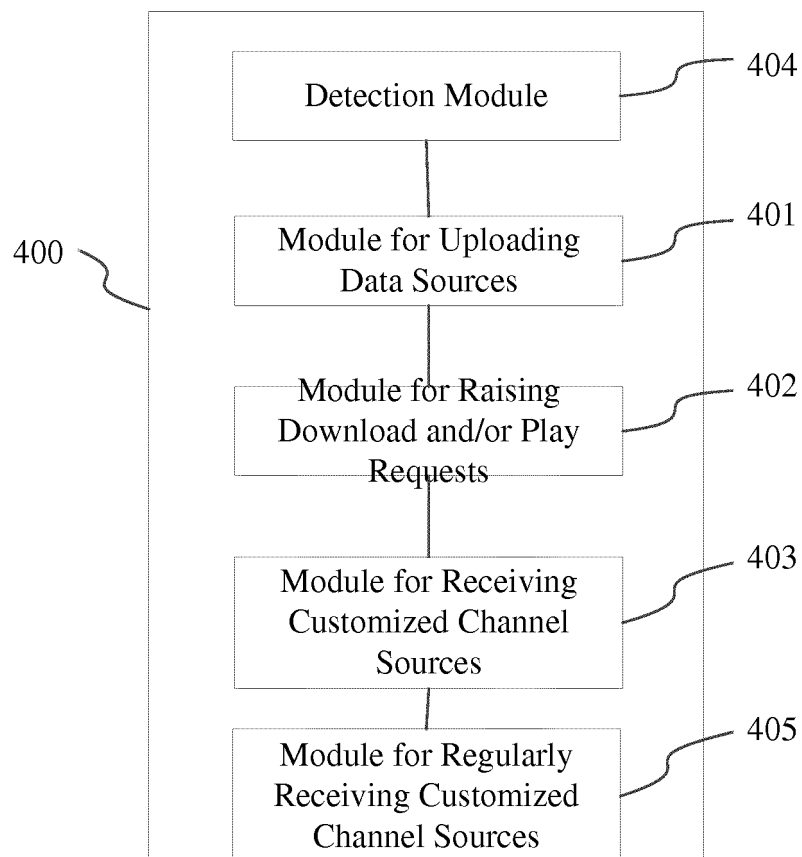 Detection Module
404
Module for Uploading
Data Sources
401
400
Module for Raising
Download and/or Play
Requests
402
Module for Receiving
Customized Channel
Sources
403
Module for Regularly
Receiving Customized
Channel Sources
405